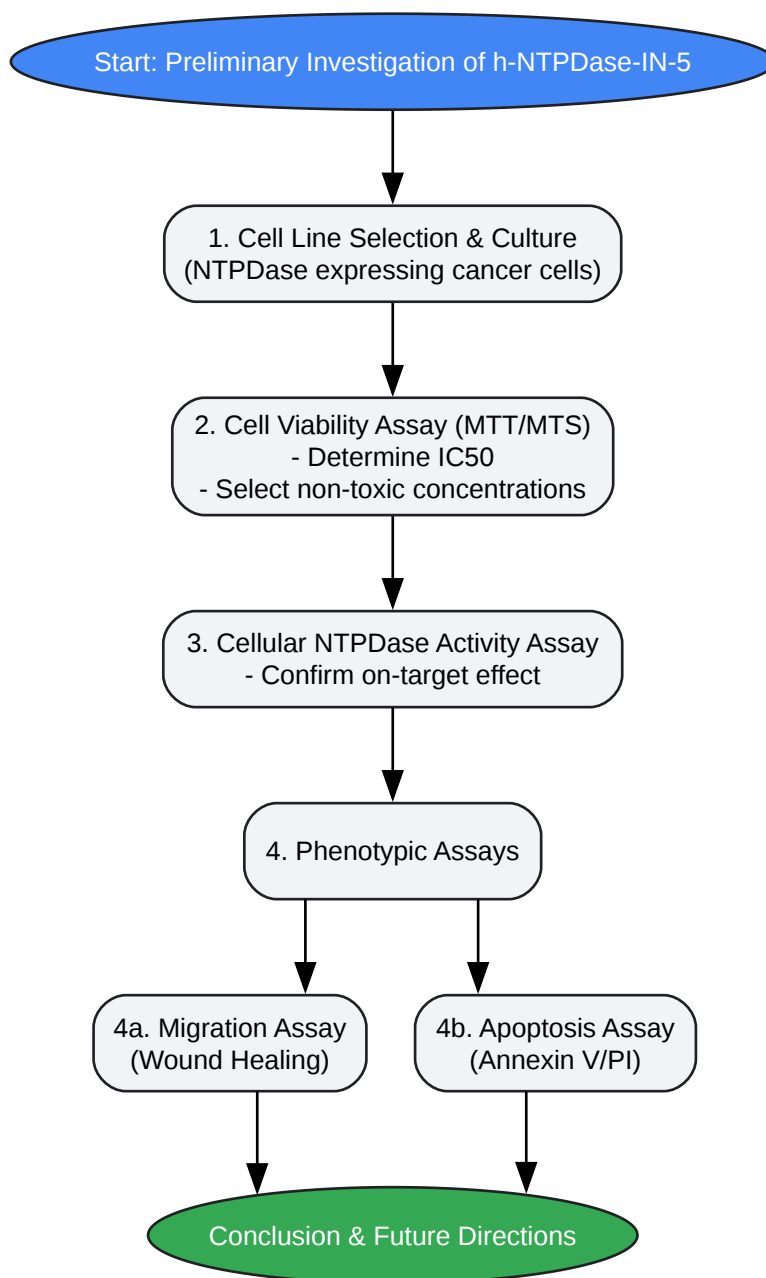 Start: Preliminary Investigation of h-NTPDase-IN-5
1. Cell Line Selection & Culture
(NTPDase expressing cancer cells)
2. Cell Viability Assay (MTT/MTS)
- Determine IC50
- Select non-toxic concentrations
3. Cellular NTPDase Activity Assay
- Confirm on-target effect
4. Phenotypic Assays
4a. Migration Assay
(Wound Healing)
4b. Apoptosis Assay
(Annexin V/PI)
Conclusion & Future Directions